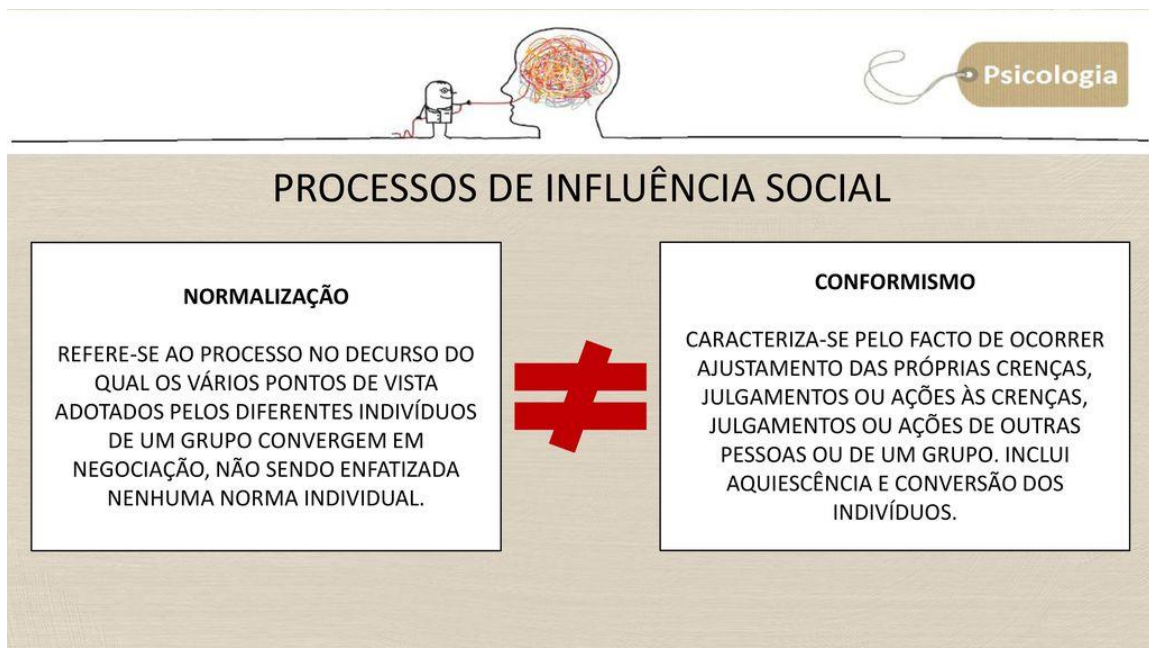 Psicologia
PROCESSOS DE INFLUÊNCIA SOCIAL
NORMALIZAÇÃO
REFERE-SE AO PROCESSO NO DECURSO DO
QUAL OS VÁRIOS PONTOS DE VISTA
ADOTADOS PELOS DIFERENTES INDIVÍDUOS
DE UM GRUPO CONVERGEM EM
NEGOCIAÇÃO, NÃO SENDO ENFATIZADA
NENHUMA NORMA INDIVIDUAL.
≠
CONFORMISMO
CARACTERIZA-SE PELO FACTO DE OCORRER
AJUSTAMENTO DAS PRÓPRIAS CRENÇAS,
JULGAMENTOS OU AÇÕES ÀS CRENÇAS,
JULGAMENTOS OU AÇÕES DE OUTRAS
PESSOAS OU DE UM GRUPO. INCLUI
AQUIESCÊNCIA E CONVERSÃO DOS
INDIVÍDUOS.